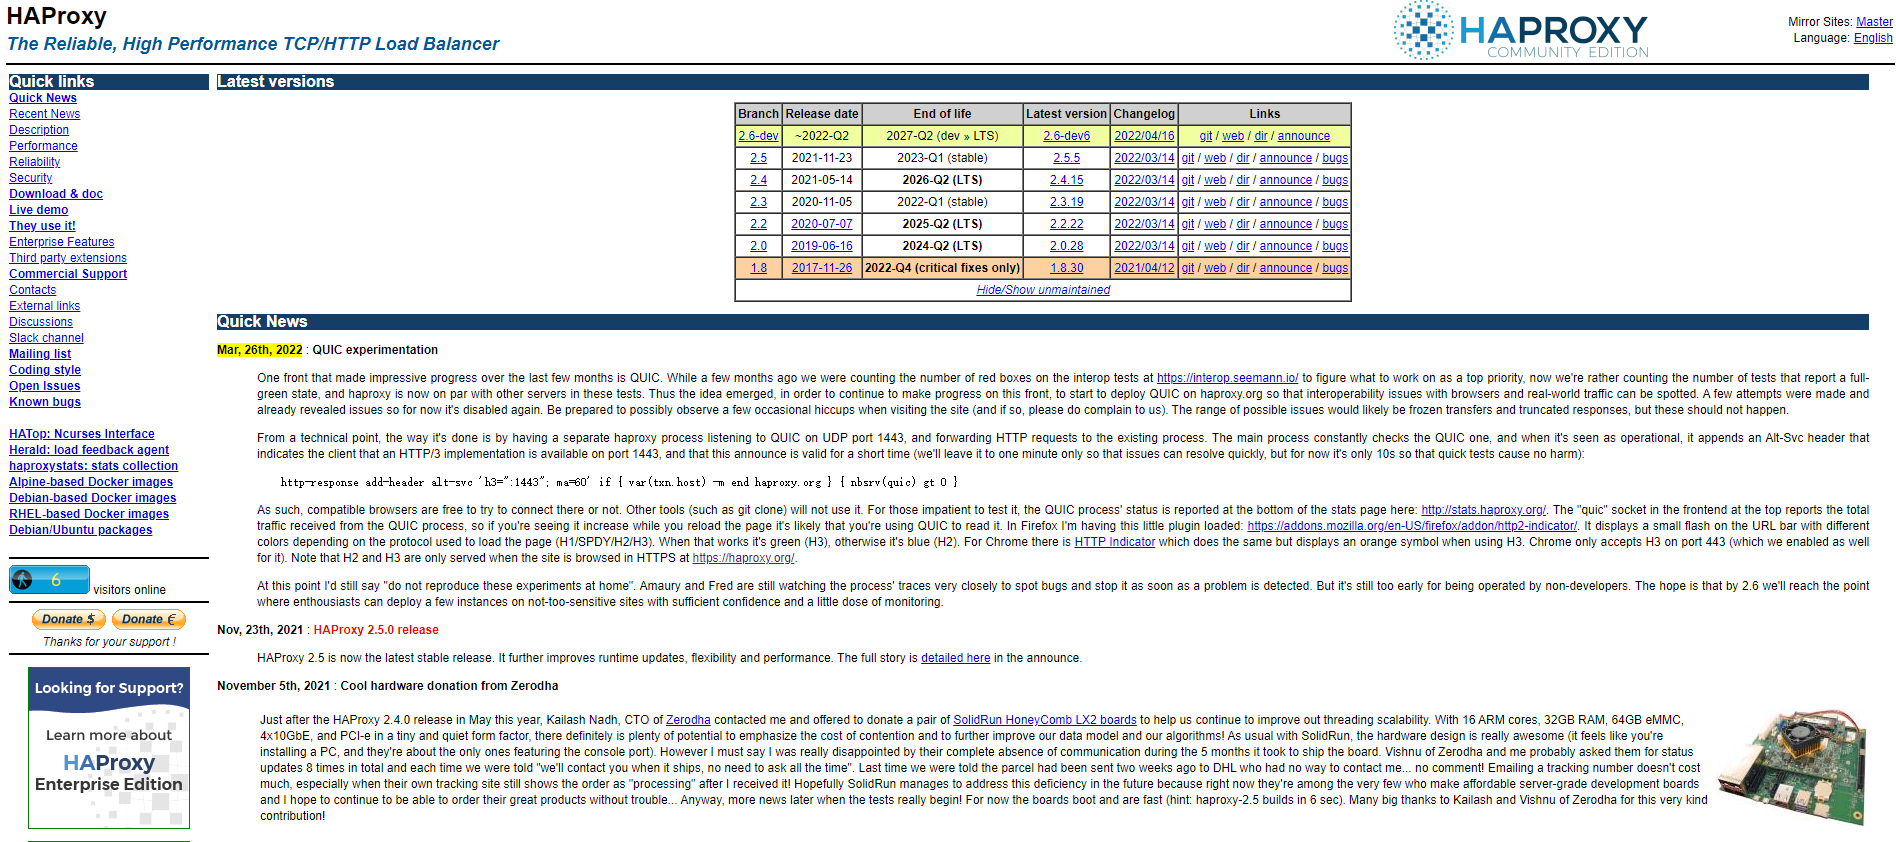 HAProxy
The Reliable, High Performance TCP/HTTP Load Balancer
HAPROXY
COMMUNITY EDITION
Mirror Sites: Master
Language: English
Quick links
Quick News
Recent News
Description
Performance
Reliability
Security
Download & doc
Live demo
They use it!
Enterprise Features
Third party extensions
Commercial Support
Contacts
External links
Discussions
Slack channel
Mailing list
Coding style
Open Issues
Known bugs
HATop: Ncurses Interface
Herald: load feedback agent
haproxystats: stats collection
Alpine-based Docker images
Debian-based Docker images
RHEL-based Docker images
Debian/Ubuntu packages
6 visitors online
Donate $ Donate €
Thanks for your support !
Looking for Support?
Learn more about
HAProxy
Enterprise Edition
Latest versions
Branch Release date End of life Latest version Changelog Links
2.6-dev ~2022-Q2 2027-Q2 (dev » LTS) 2.6-dev6 2022/04/16 git / web / dir / announce
2.5 2021-11-23 2023-Q1 (stable) 2.5.5 2022/03/14 git / web / dir / announce / bugs
2.4 2021-05-14 2026-Q2 (LTS) 2.4.15 2022/03/14 git / web / dir / announce / bugs
2.3 2020-11-05 2022-Q1 (stable) 2.3.19 2022/03/14 git / web / dir / announce / bugs
2.2 2020-07-07 2025-Q2 (LTS) 2.2.22 2022/03/14 git / web / dir / announce / bugs
2.0 2019-06-16 2024-Q2 (LTS) 2.0.28 2022/03/14 git / web / dir / announce / bugs
1.8 2017-11-26 2022-Q4 (critical fixes only) 1.8.30 2021/04/12 git / web / dir / announce / bugs
Hide/Show unmaintained
Quick News
Mar, 26th, 2022 : QUIC experimentation
One front that made impressive progress over the last few months is QUIC. While a few months ago we were counting the number of red boxes on the interop tests at https://interop.seemann.io/ to figure what to work on as a top priority, now we're rather counting the number of tests that report a full-
green state, and haproxy is now on par with other servers in these tests. Thus the idea emerged, in order to continue to make progress on this front, to start to deploy QUIC on haproxy.org so that interoperability issues with browsers and real-world traffic can be spotted. A few attempts were made and
already revealed issues so for now it's disabled again. Be prepared to possibly observe a few occasional hiccups when visiting the site (and if so, please do complain to us). The range of possible issues would likely be frozen transfers and truncated responses, but these should not happen.
From a technical point, the way it's done is by having a separate haproxy process listening to QUIC on UDP port 1443, and forwarding HTTP requests to the existing process. The main process constantly checks the QUIC one, and when it's seen as operational, it appends an Alt-Svc header that
indicates the client that an HTTP/3 implementation is available on port 1443, and that this announce is valid for a short time (we'll leave it to one minute only so that issues can resolve quickly, but for now it's only 10s so that quick tests cause no harm):
http-response add-header alt-svc 'h3=":1443"; ma=60' if { var(txn.host) -m end haproxy.org } { nbsrv(quic) gt 0 }
As such, compatible browsers are free to try to connect there or not. Other tools (such as git clone) will not use it. For those impatient to test it, the QUIC process' status is reported at the bottom of the stats page here: http://stats.haproxy.org/. The "quic" socket in the frontend at the top reports the total
traffic received from the QUIC process, so if you're seeing it increase while you reload the page it's likely that you're using QUIC to read it. In Firefox I'm having this little plugin loaded: https://addons.mozilla.org/en-US/firefox/addon/http2-indicator/. It displays a small flash on the URL bar with different
colors depending on the protocol used to load the page (H1/SPDY/H2/H3). When that works it's green (H3), otherwise it's blue (H2). For Chrome there is HTTP Indicator which does the same but displays an orange symbol when using H3. Chrome only accepts H3 on port 443 (which we enabled as well
for it). Note that H2 and H3 are only served when the site is browsed in HTTPS at https://haproxy.org/.
At this point I'd still say "do not reproduce these experiments at home". Amaury and Fred are still watching the process' traces very closely to spot bugs and stop it as soon as a problem is detected. But it's still too early for being operated by non-developers. The hope is that by 2.6 we'll reach the point
where enthousiasts can deploy a few instances on not-too-sensitive sites with sufficient confidence and a little dose of monitoring.
Nov, 23th, 2021 : HAProxy 2.5.0 release
HAProxy 2.5 is now the latest stable release. It further improves runtime updates, flexibility and performance. The full story is detailed here in the announce.
November 5th, 2021 : Cool hardware donation from Zerodha
Just after the HAProxy 2.4.0 release in May this year, Kailash Nadh, CTO of Zerodha contacted me and offered to donate a pair of SolidRun HoneyComb LX2 boards to help us continue to improve out threading scalability. With 16 ARM cores, 32GB RAM, 64GB eMMC,
4x10GbE, and PCI-e in a tiny and quiet form factor, there definitely is plenty of potential to emphasize the cost of contention and to further improve our data model and our algorithms! As usual with SolidRun, the hardware design is really awesome (it feels like you're
installing a PC, and they're about the only ones featuring the console port). However I must say I was really disappointed by their complete absence of communication during the 5 months it took to ship the board. Vishnu of Zerodha and me probably asked them for status
updates 8 times in total and each time we were told "we'll contact you when it ships, no need to ask all the time". Last time we were told the parcel had been sent two weeks ago to DHL who had no way to contact me... no comment! Emailing a tracking number doesn't cost
much, especially when their own tracking site still shows the order as "processing" after I received it! Hopefully SolidRun manages to address this deficiency in the future because right now they're among the very few who make affordable server-grade development boards
and I hope to continue to be able to order their great products without trouble... Anyway, more news later when the tests really begin! For now the boards boot and are fast (hint: haproxy-2.5 builds in 6 sec). Many big thanks to Kailash and Vishnu of Zerodha for this very kind
contribution!